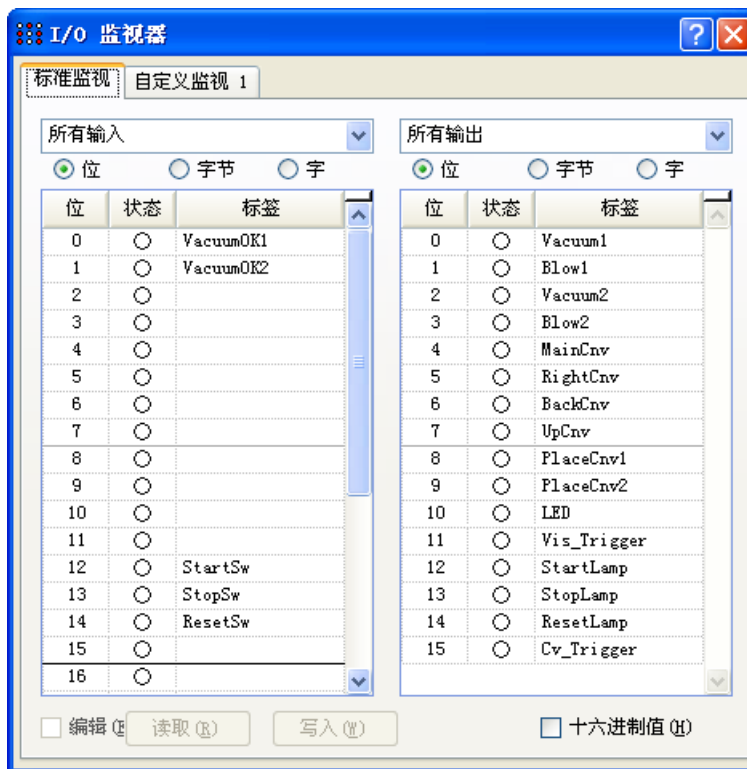 I/O 监视器
标准监视 自定义监视 1
所有输入 所有输出
位 字节 字 位 字节 字
位 状态 标签 位 状态 标签
0 VacuumOK1 0 Vacuum1
1 VacuumOK2 1 Blow1
2 2 Vacuum2
3 3 Blow2
4 4 MainCnv
5 5 RightCnv
6 6 BackCnv
7 7 UpCnv
8 8 PlaceCnv1
9 9 PlaceCnv2
10 10 LED
11 11 Vis_Trigger
12 StartSw 12 StartLamp
13 StopSw 13 StopLamp
14 ResetSw 14 ResetLamp
15 15 Cv_Trigger
16
编辑 读取(R) 写入(W) 十六进制值(H)